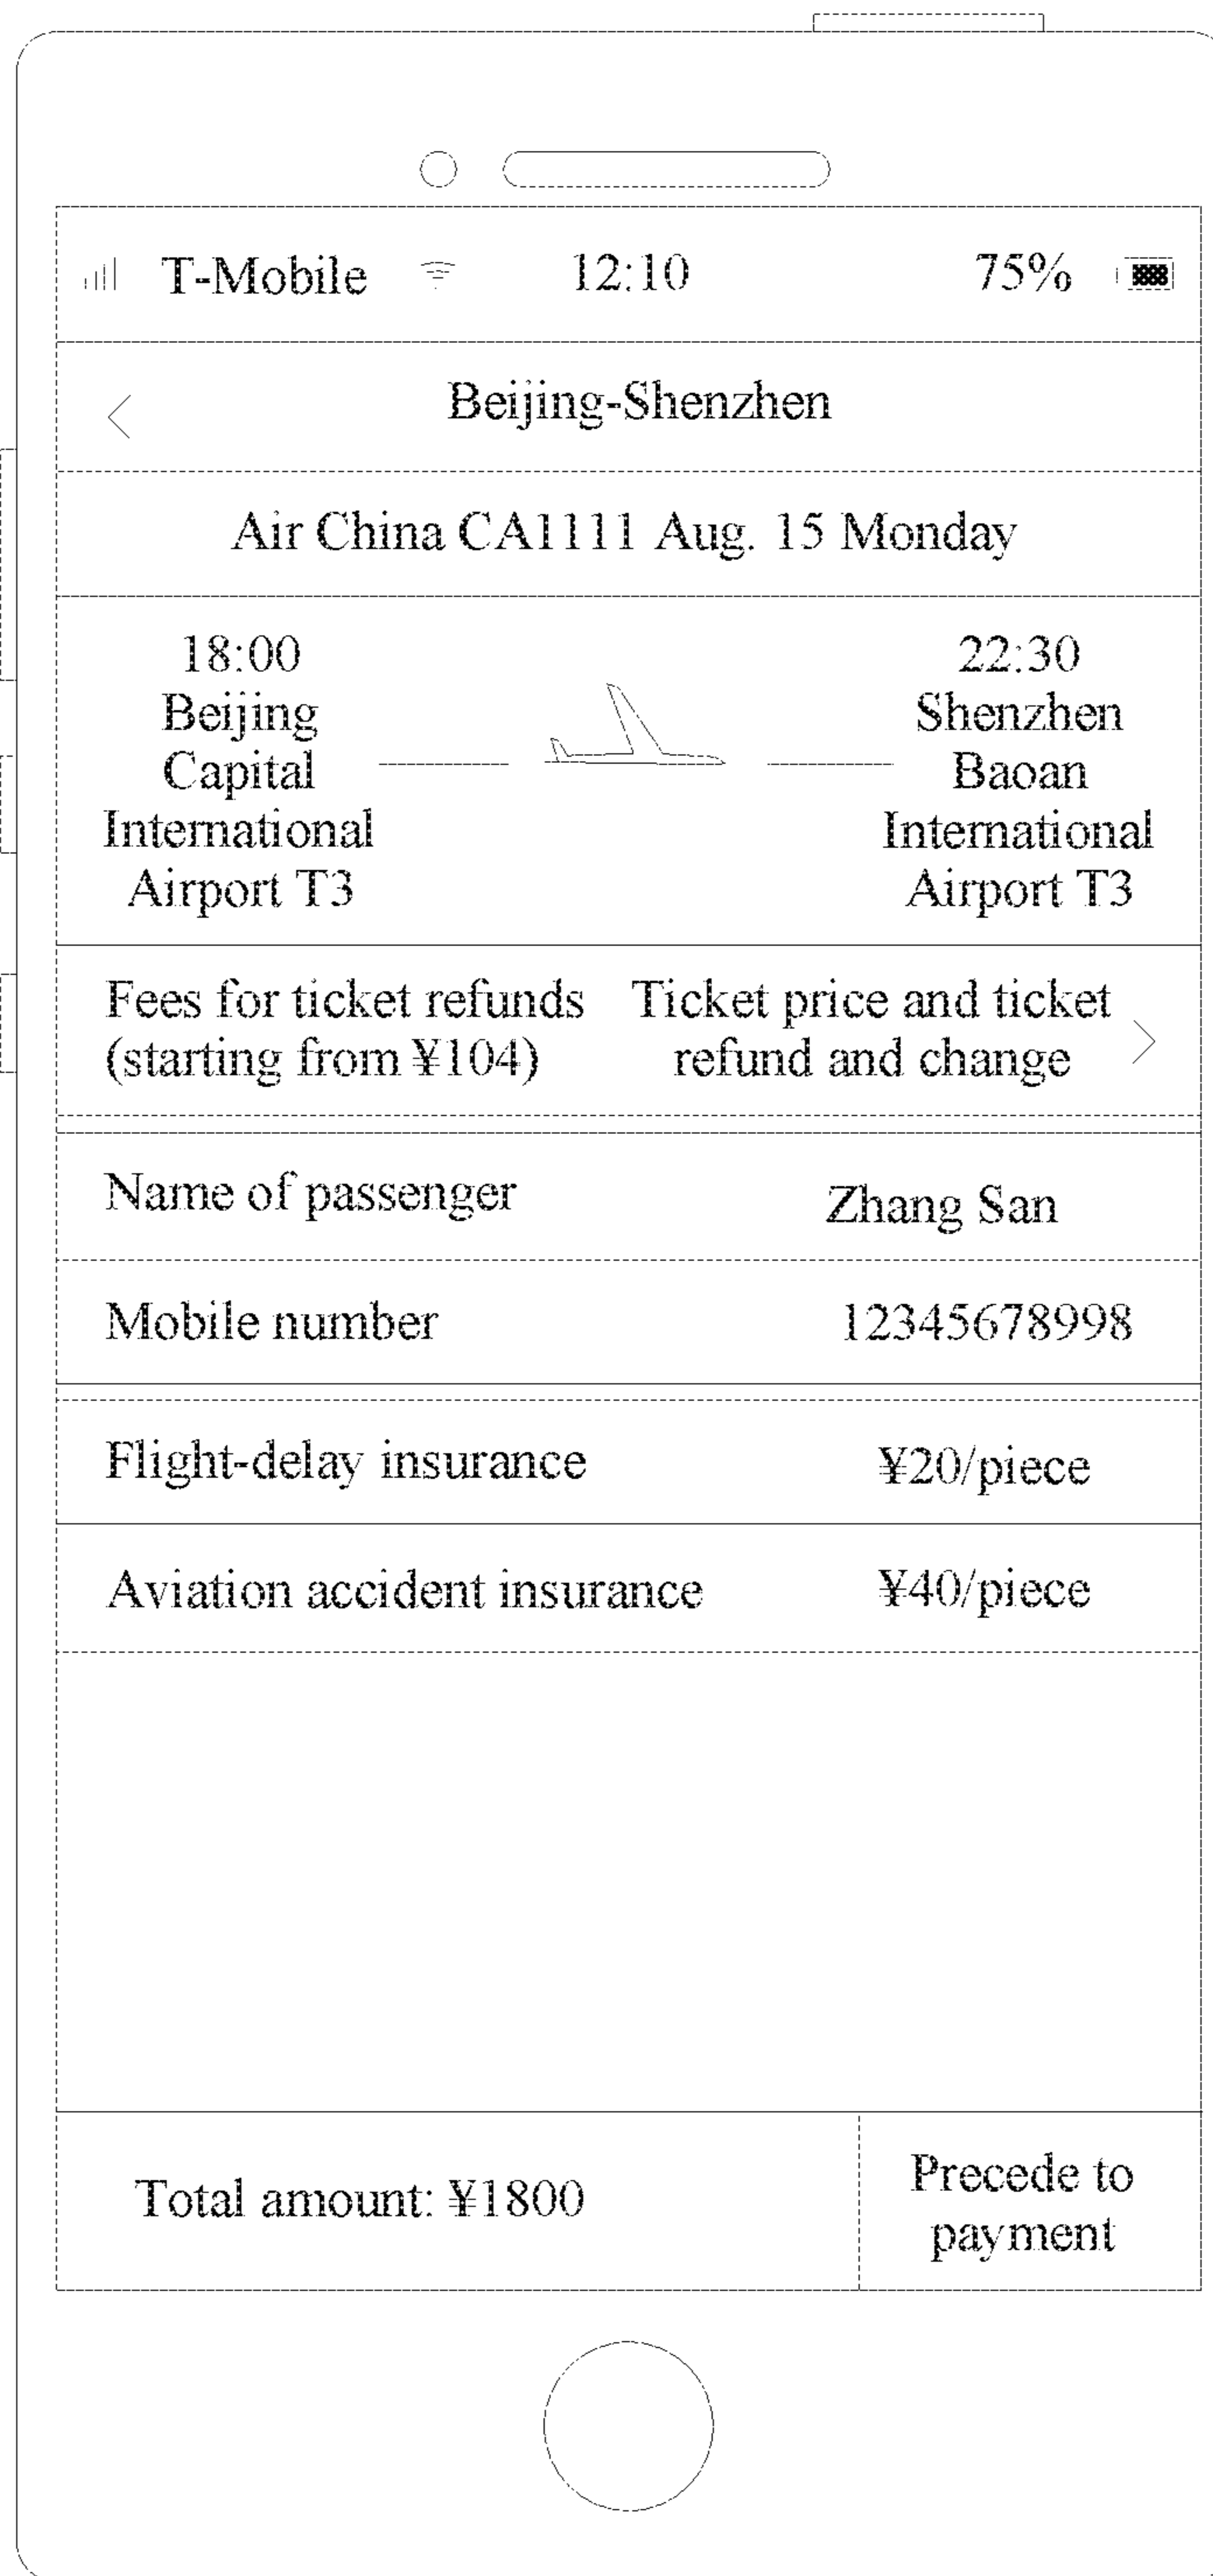 T-Mobile 12:10 75%
Beijing-Shenzhen
Air China CA1111 Aug. 15 Monday
18:00
Beijing
Capital
International
Airport T3
22:30
Shenzhen
Baoan
International
Airport T3
Fees for ticket refunds
(starting from ¥104)
Ticket price and ticket
refund and change
Name of passenger
Zhang San
Mobile number
12345678998
Flight-delay insurance
¥20/piece
Aviation accident insurance
¥40/piece
Total amount: ¥1800
Precede to
payment